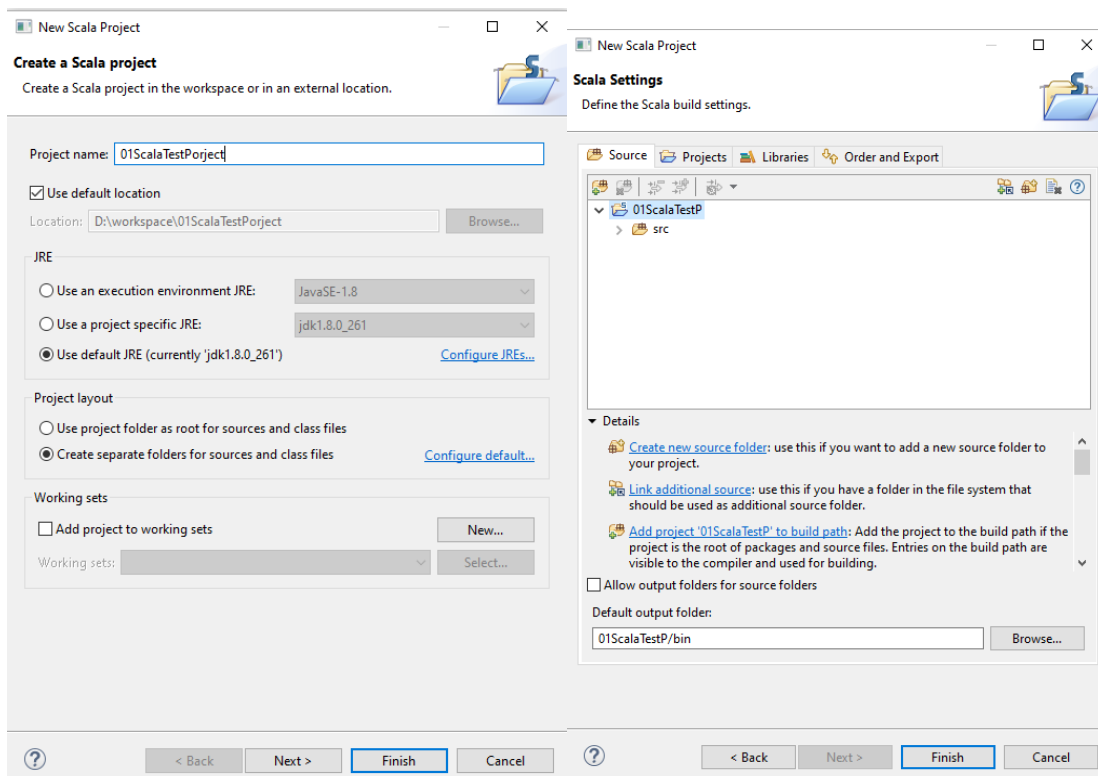 New Scala Project
Create a Scala project
Create a Scala project in the workspace or in an external location.
Project name: 01ScalaTestPorject
Use default location
Location: D:\workspace\01ScalaTestPorject Browse...
JRE
Use an execution environment JRE: JavaSE-1.8
Use a project specific JRE: jdk1.8.0_261
Use default JRE (currently 'jdk1.8.0_261') Configure JREs...
Project layout
Use project folder as root for sources and class files
Create separate folders for sources and class files Configure default...
Working sets
Add project to working sets New...
Working sets: Select...
? < Back Next > Finish Cancel
New Scala Project
Scala Settings
Define the Scala build settings.
Source Projects Libraries Order and Export
01ScalaTestP
src
Details
Create new source folder: use this if you want to add a new source folder to
your project.
Link additional source: use this if you have a folder in the file system that
should be used as additional source folder.
Add project '01ScalaTestP' to build path: Add the project to the build path if the
project is the root of packages and source files. Entries on the build path are
visible to the compiler and used for building.
Allow output folders for source folders
Default output folder:
01ScalaTestP/bin Browse...
? < Back Next > Finish Cancel